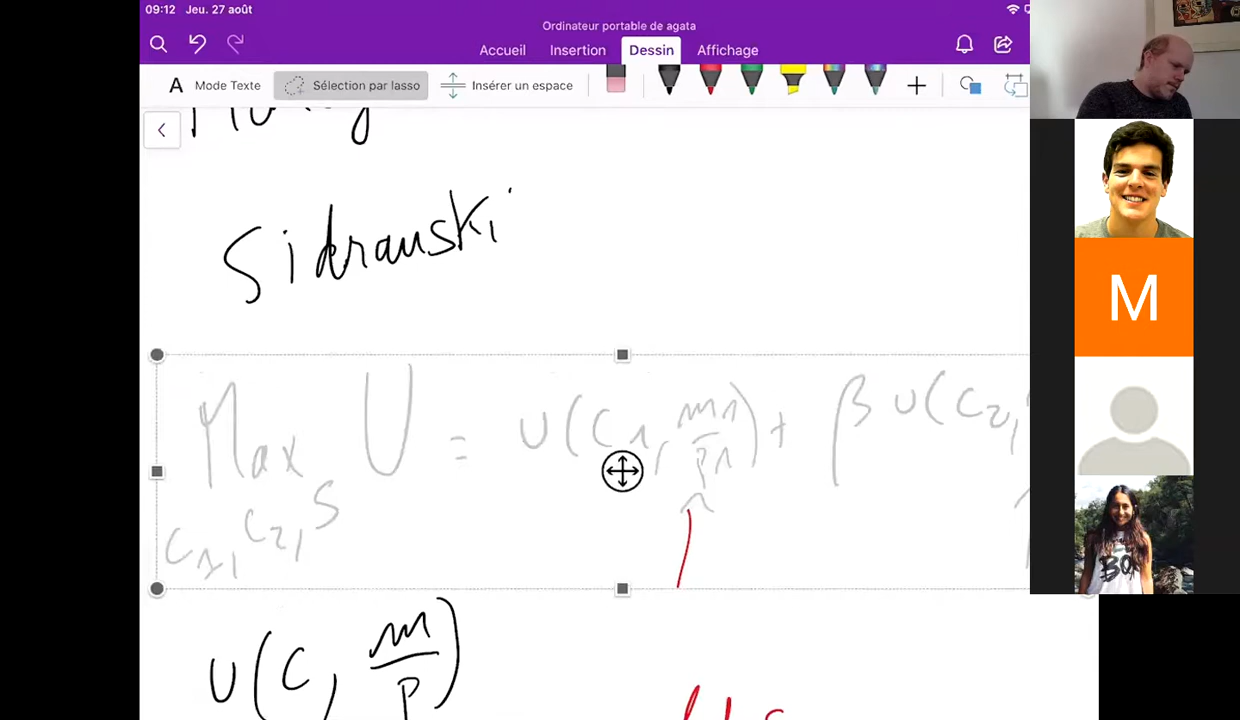 09:12 Jeu. 27 août
Ordinateur portable de agata
Accueil Insertion Dessin Affichage
A Mode Texte Sélection par lasso Insérer un espace
Sidrauski
Max U = U(C1, m1/p1) + β U(C2,
C1, C2, S
U(C, m/p)
M
BO